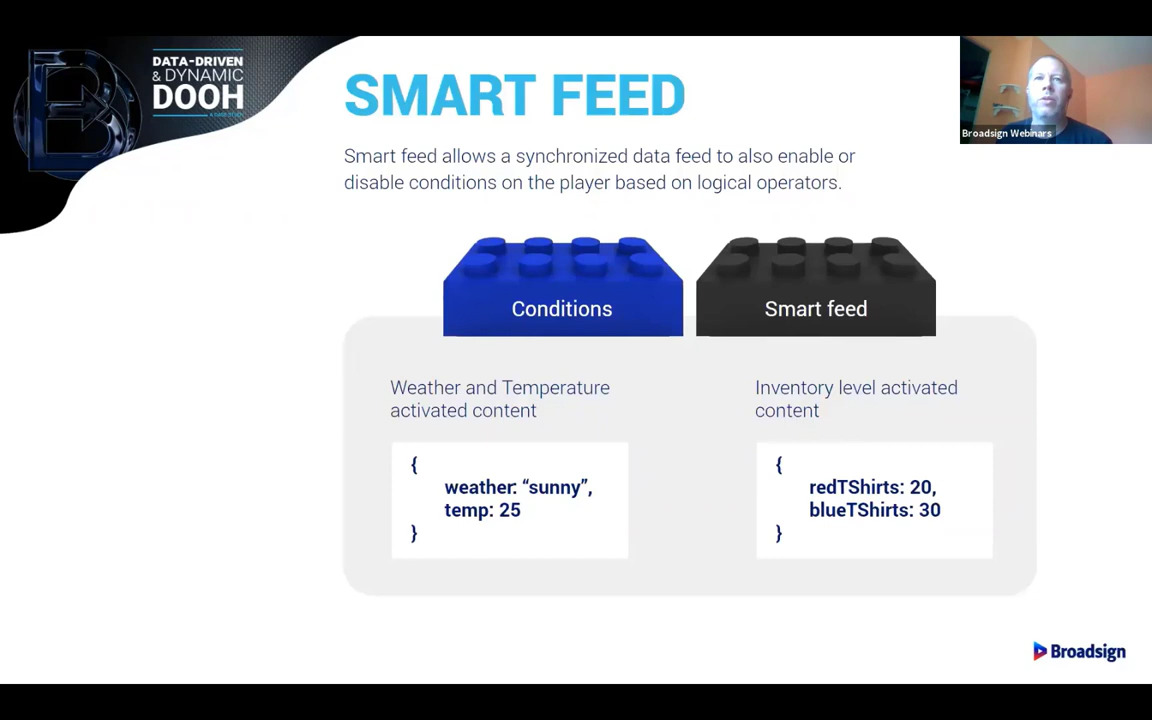 DATA-DRIVEN
& DYNAMIC
DOOH
SMART FEED
Broadsign Webinars
Smart feed allows a synchronized data feed to also enable or
disable conditions on the player based on logical operators.
Conditions
Smart feed
Weather and Temperature
activated content
{
weather: “sunny”,
temp: 25
}
Inventory level activated
content
{
redTShirts: 20,
blueTShirts: 30
}
Broadsign